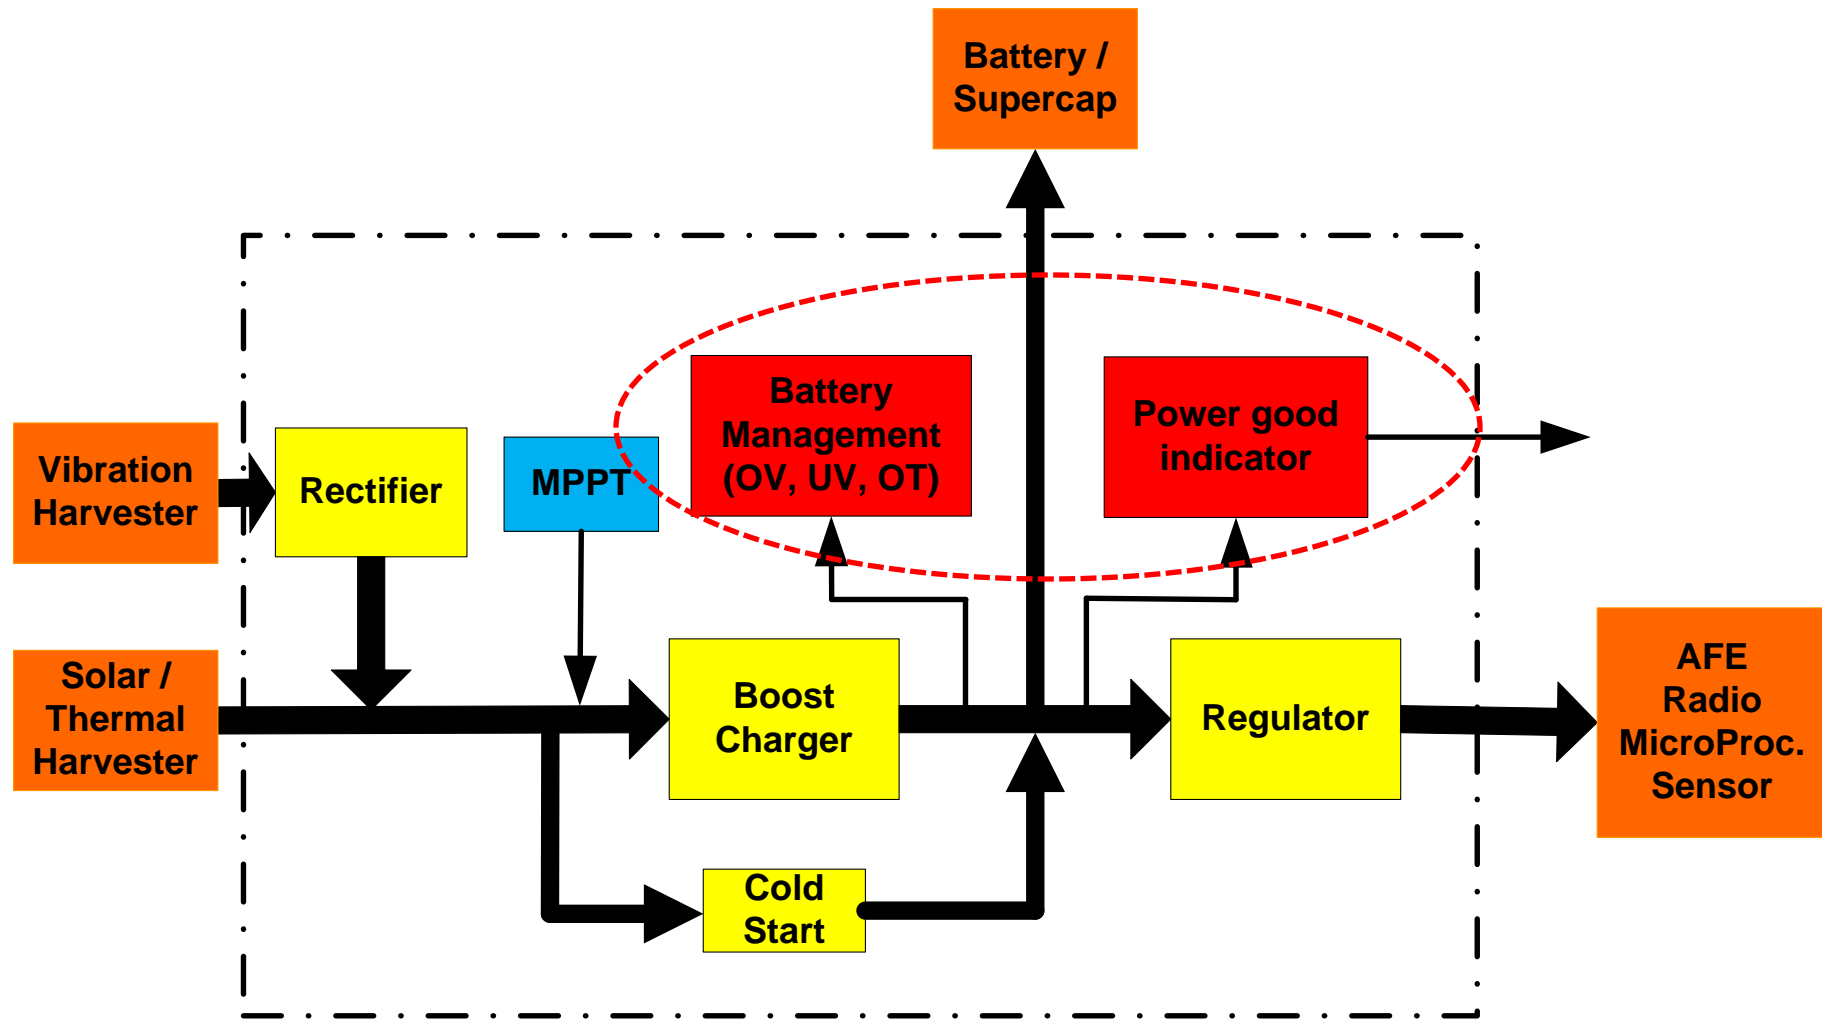 Battery /
Supercap
Battery
Management
(OV, UV, OT)
Power good
indicator
Vibration
Harvester
Rectifier
MPPT
Solar /
Thermal
Harvester
Boost
Charger
Regulator
AFE
Radio
MicroProc.
Sensor
Cold
Start